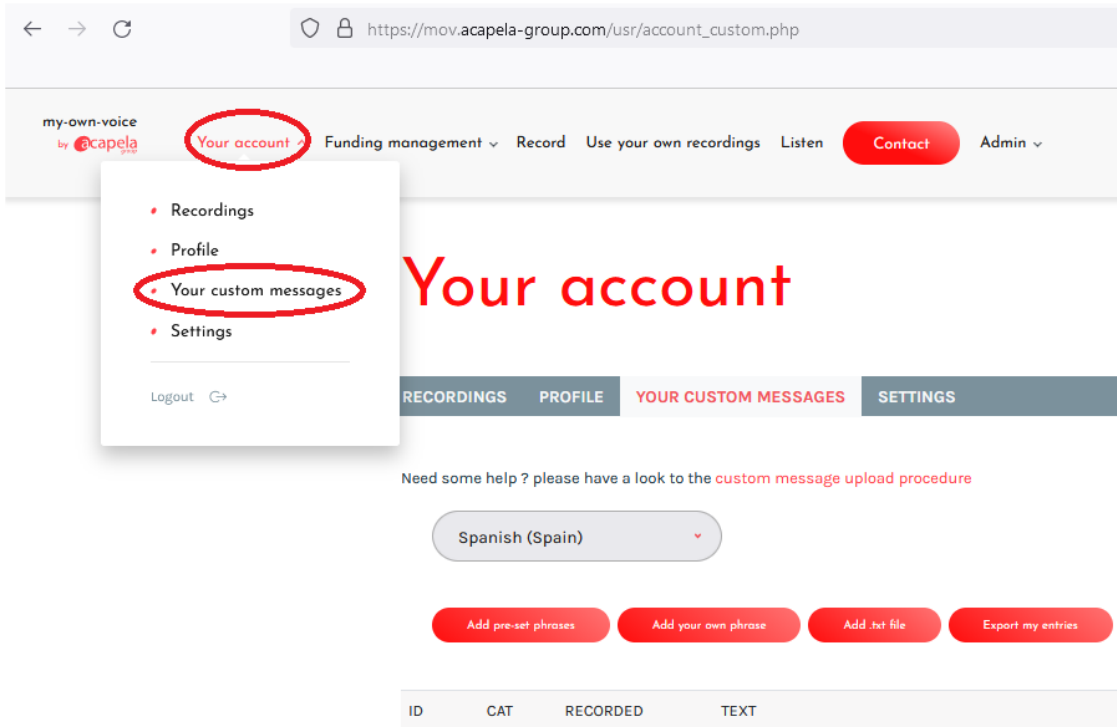 https://mov.acapela-group.com/usr/account_custom.php
my-own-voice
by acapela group
Your account Funding management Record Use your own recordings Listen Contact Admin
Recordings
Profile
Your custom messages
Settings
Logout
Your account
RECORDINGS PROFILE YOUR CUSTOM MESSAGES SETTINGS
Need some help ? please have a look to the custom message upload procedure
Spanish (Spain)
Add pre-set phrases Add your own phrase Add .txt file Export my entries
ID CAT RECORDED TEXT